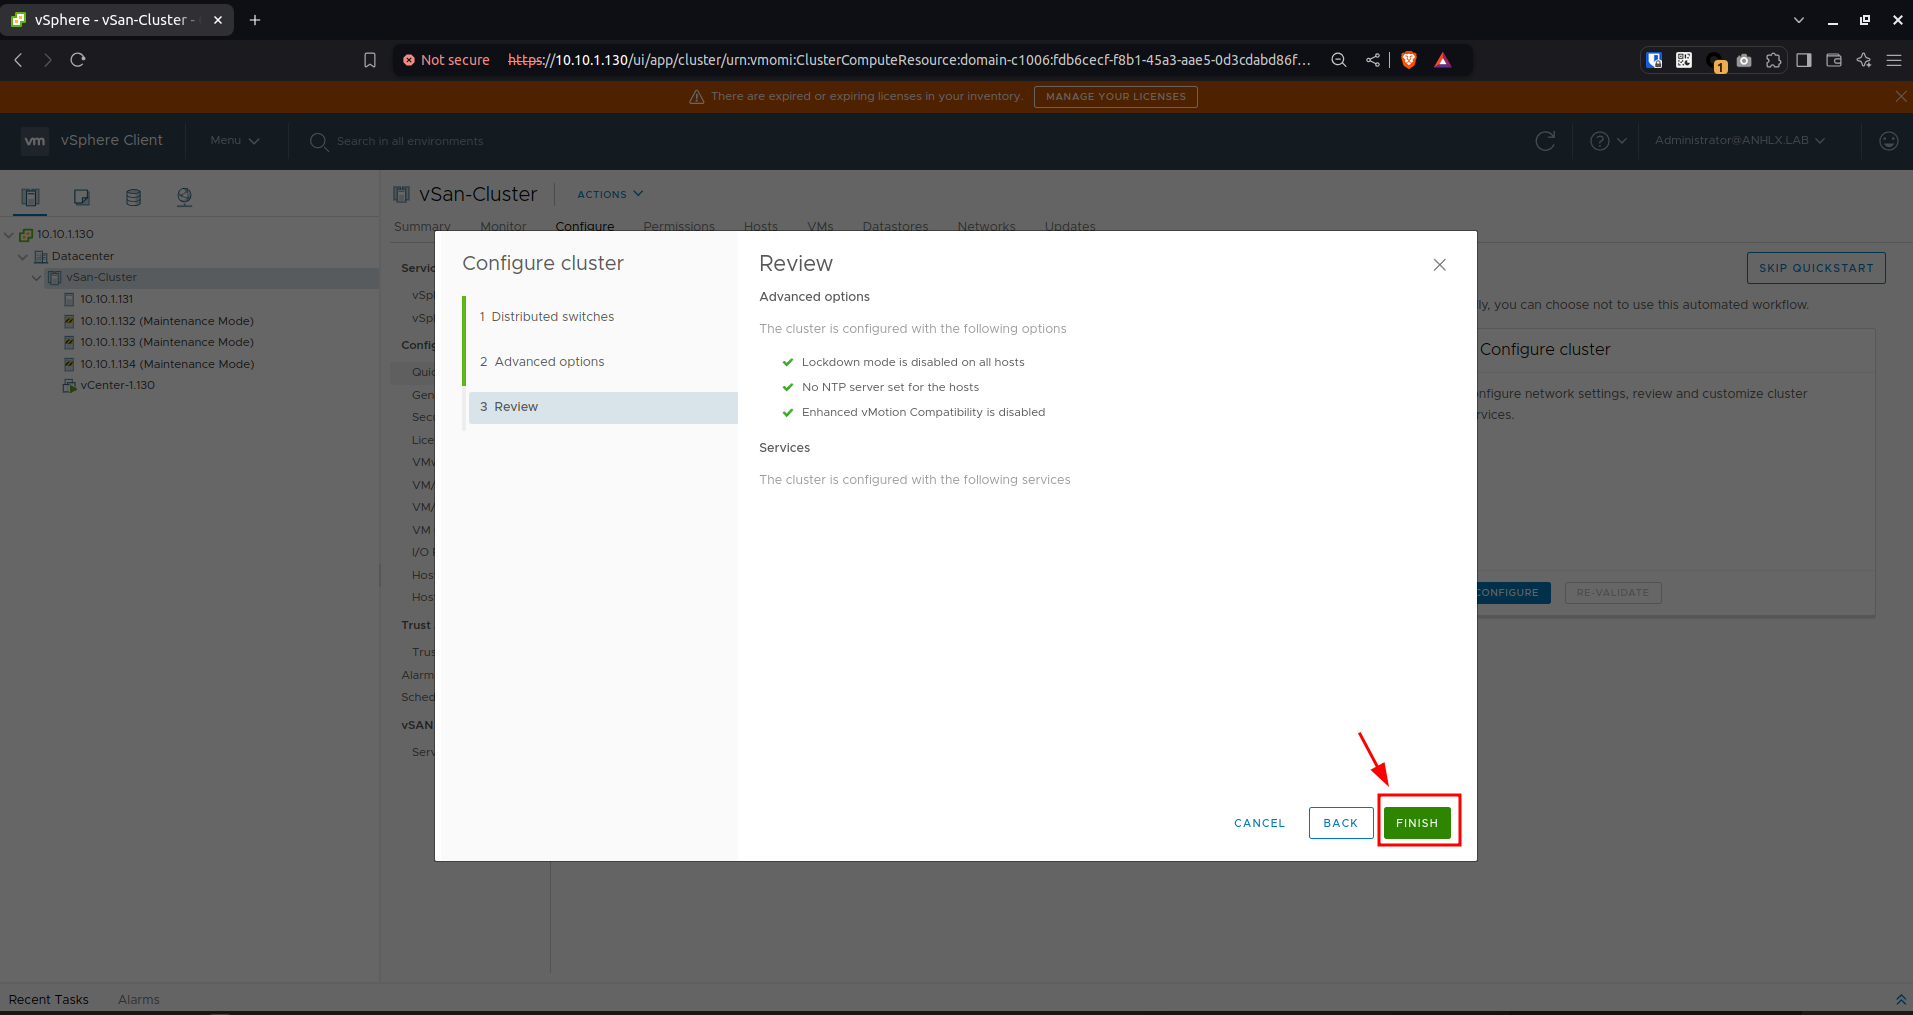 vSphere - vSan-Cluster -
Not secure
https://10.10.1.130/ui/app/cluster/urn:vmomi:ClusterComputeResource:domain-c1006:fdb6cecf-f8b1-45a3-aae5-0d3cdabd86f...
1
There are expired or expiring licenses in your inventory.
MANAGE YOUR LICENSES
vm
vSphere Client
Menu
Search in all environments
Administrator@ANHLX.LAB
10.10.1.130
Datacenter
vSan-Cluster
10.10.1.131
10.10.1.132 (Maintenance Mode)
10.10.1.133 (Maintenance Mode)
10.10.1.134 (Maintenance Mode)
vCenter-1.130
vSan-Cluster
ACTIONS
Summary Monitor Configure Permissions Hosts VMs Datastores Networks Updates
Servic
vSph
vSph
Config
Quic
Gen
Secu
Lice
VMw
VM/
VM/
VM
I/O F
Host
Host
Trust
Trus
Alarm
Sched
vSAN
Serv
SKIP QUICKSTART
lly, you can choose not to use this automated workflow.
Configure cluster
nfigure network settings, review and customize cluster
rvices.
CONFIGURE
RE-VALIDATE
Configure cluster
1 Distributed switches
2 Advanced options
3 Review
Review
Advanced options
The cluster is configured with the following options
Lockdown mode is disabled on all hosts
No NTP server set for the hosts
Enhanced vMotion Compatibility is disabled
Services
The cluster is configured with the following services
CANCEL
BACK
FINISH
Recent Tasks
Alarms